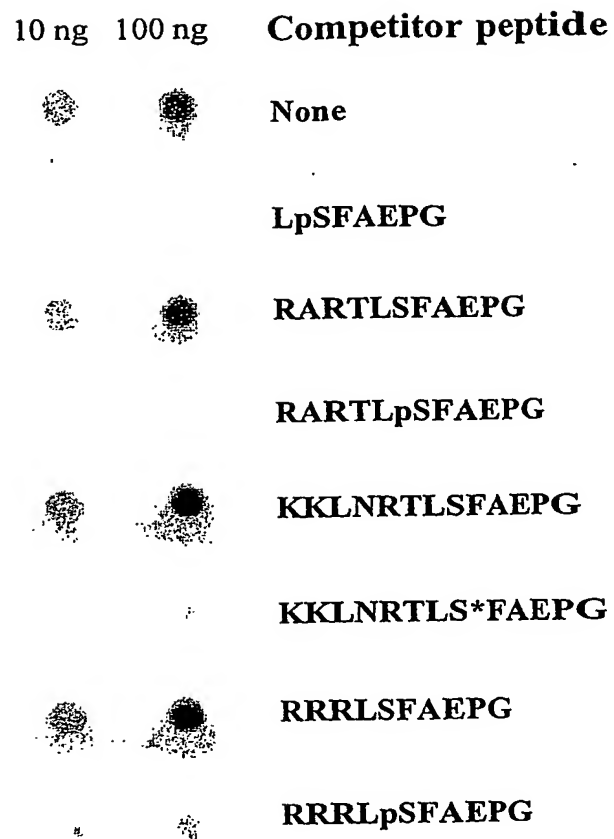 10 ng 100 ng Competitor peptide
None
LpSFAEPG
RARTLSFAEPG
RARTLpSFAEPG
KKLNRTLSFAEPG
KKLNRTLS*FAEPG
RRRLSFAEPG
RRRLpSFAEPG